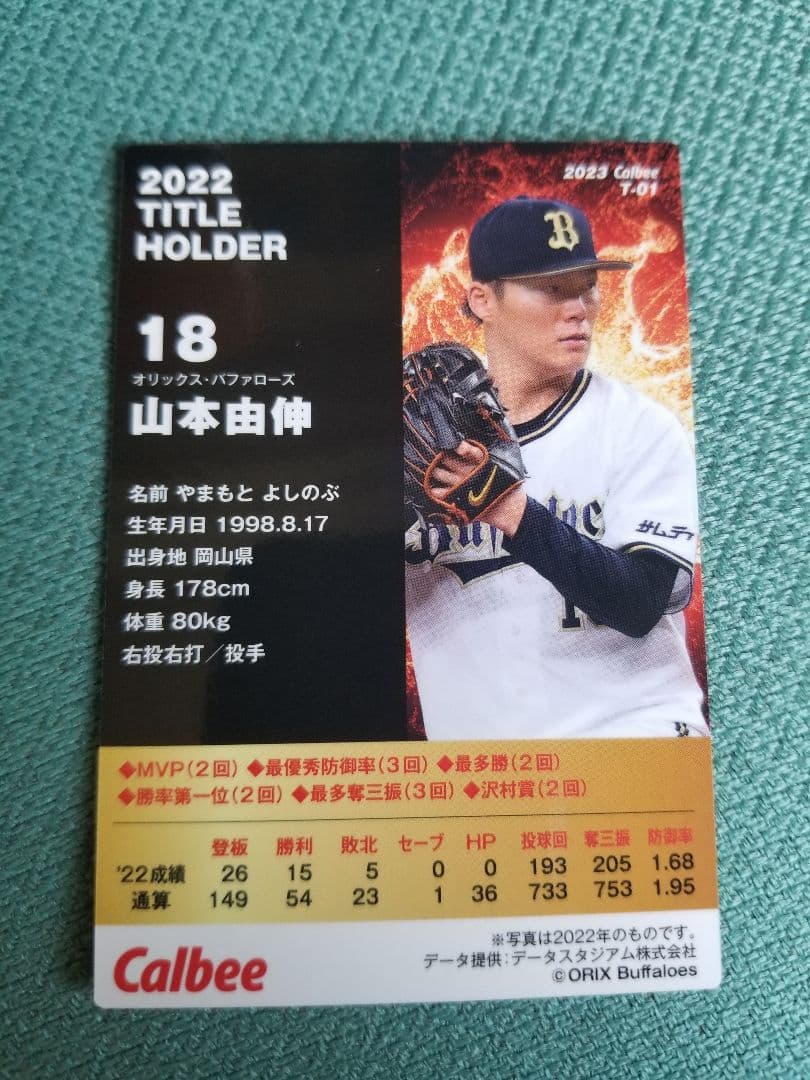 2022
TITLE
HOLDER
2023 Calbee
T-01
18
オリックス・バファローズ
山本由伸
名前 やまもと よしのぶ
生年月日 1998.8.17
出身地 岡山県
身長 178cm
体重 80kg
右投右打／投手
B
サムティ
◆MVP(2回) ◆最優秀防御率(3回) ◆最多勝(2回)
◆勝率第一位(2回) ◆最多奪三振(3回) ◆沢村賞(2回)
登板 勝利 敗北 セーブ HP 投球回 奪三振 防御率
'22成績 26 15 5 0 0 193 205 1.68
通算 149 54 23 1 36 733 753 1.95
Calbee
※写真は2022年のものです。
データ提供:データスタジアム株式会社
©ORIX Buffaloes